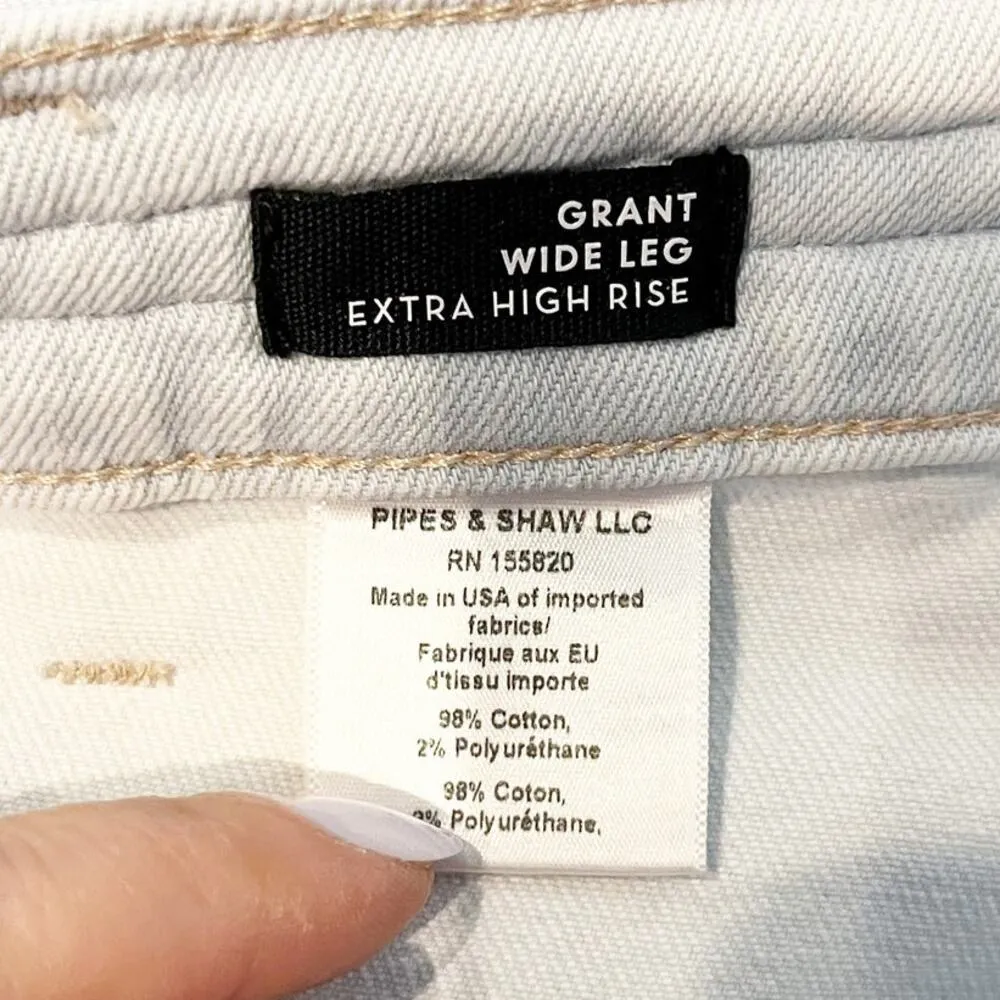 GRANT
WIDE LEG
EXTRA HIGH RISE
PIPES & SHAW LLC
RN 155820
Made in USA of imported
fabrics/
Fabrique aux EU
d'tissu importe
98% Cotton,
2% Polyuréthane
98% Coton,
2% Polyuréthane,